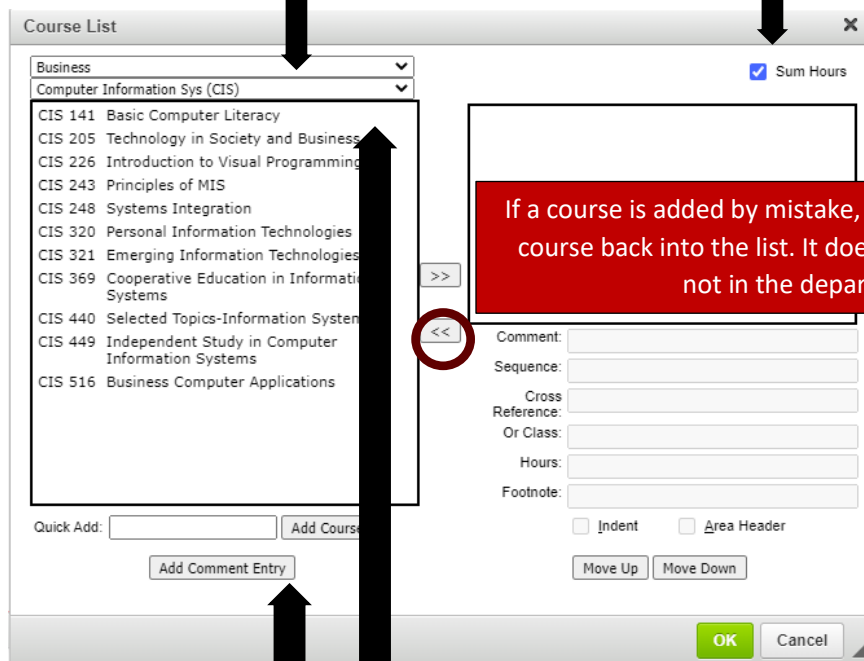 Course List
Business
Computer Information Sys (CIS)
Sum Hours
CIS 141 Basic Computer Literacy
CIS 205 Technology in Society and Business
CIS 226 Introduction to Visual Programming
CIS 243 Principles of MIS
CIS 248 Systems Integration
CIS 320 Personal Information Technologies
CIS 321 Emerging Information Technologies
CIS 369 Cooperative Education in Informati
Systems
CIS 440 Selected Topics-Information System
CIS 449 Independent Study in Computer
Information Systems
CIS 516 Business Computer Applications
>>
<<
If a course is added by mistake,
course back into the list. It doe
not in the depar
Comment:
Sequence:
Cross
Reference:
Or Class:
Hours:
Footnote:
Indent
Area Header
Quick Add:
Add Course
Add Comment Entry
Move Up
Move Down
OK
Cancel